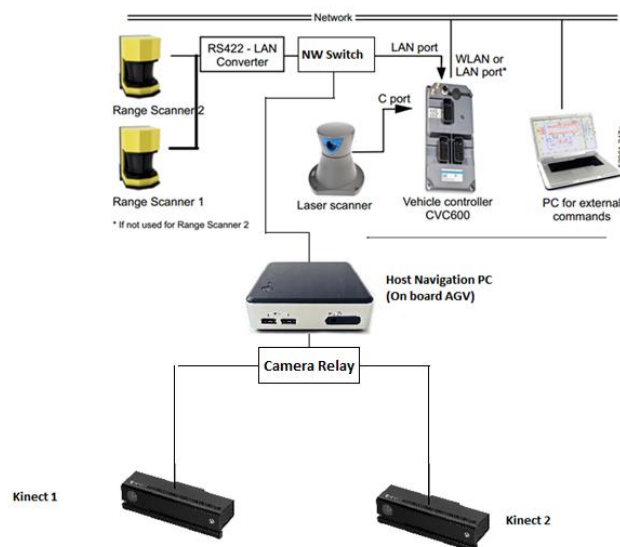 Network
RS422 - LAN
Converter
NW Switch
LAN port
WLAN or
LAN port*
C port
Range Scanner 2
Range Scanner 1
* If not used for Range Scanner 2
Laser scanner
Vehicle controller
CVC600
PC for external
commands
Host Navigation PC
(On board AGV)
Camera Relay
Kinect 1
Kinect 2